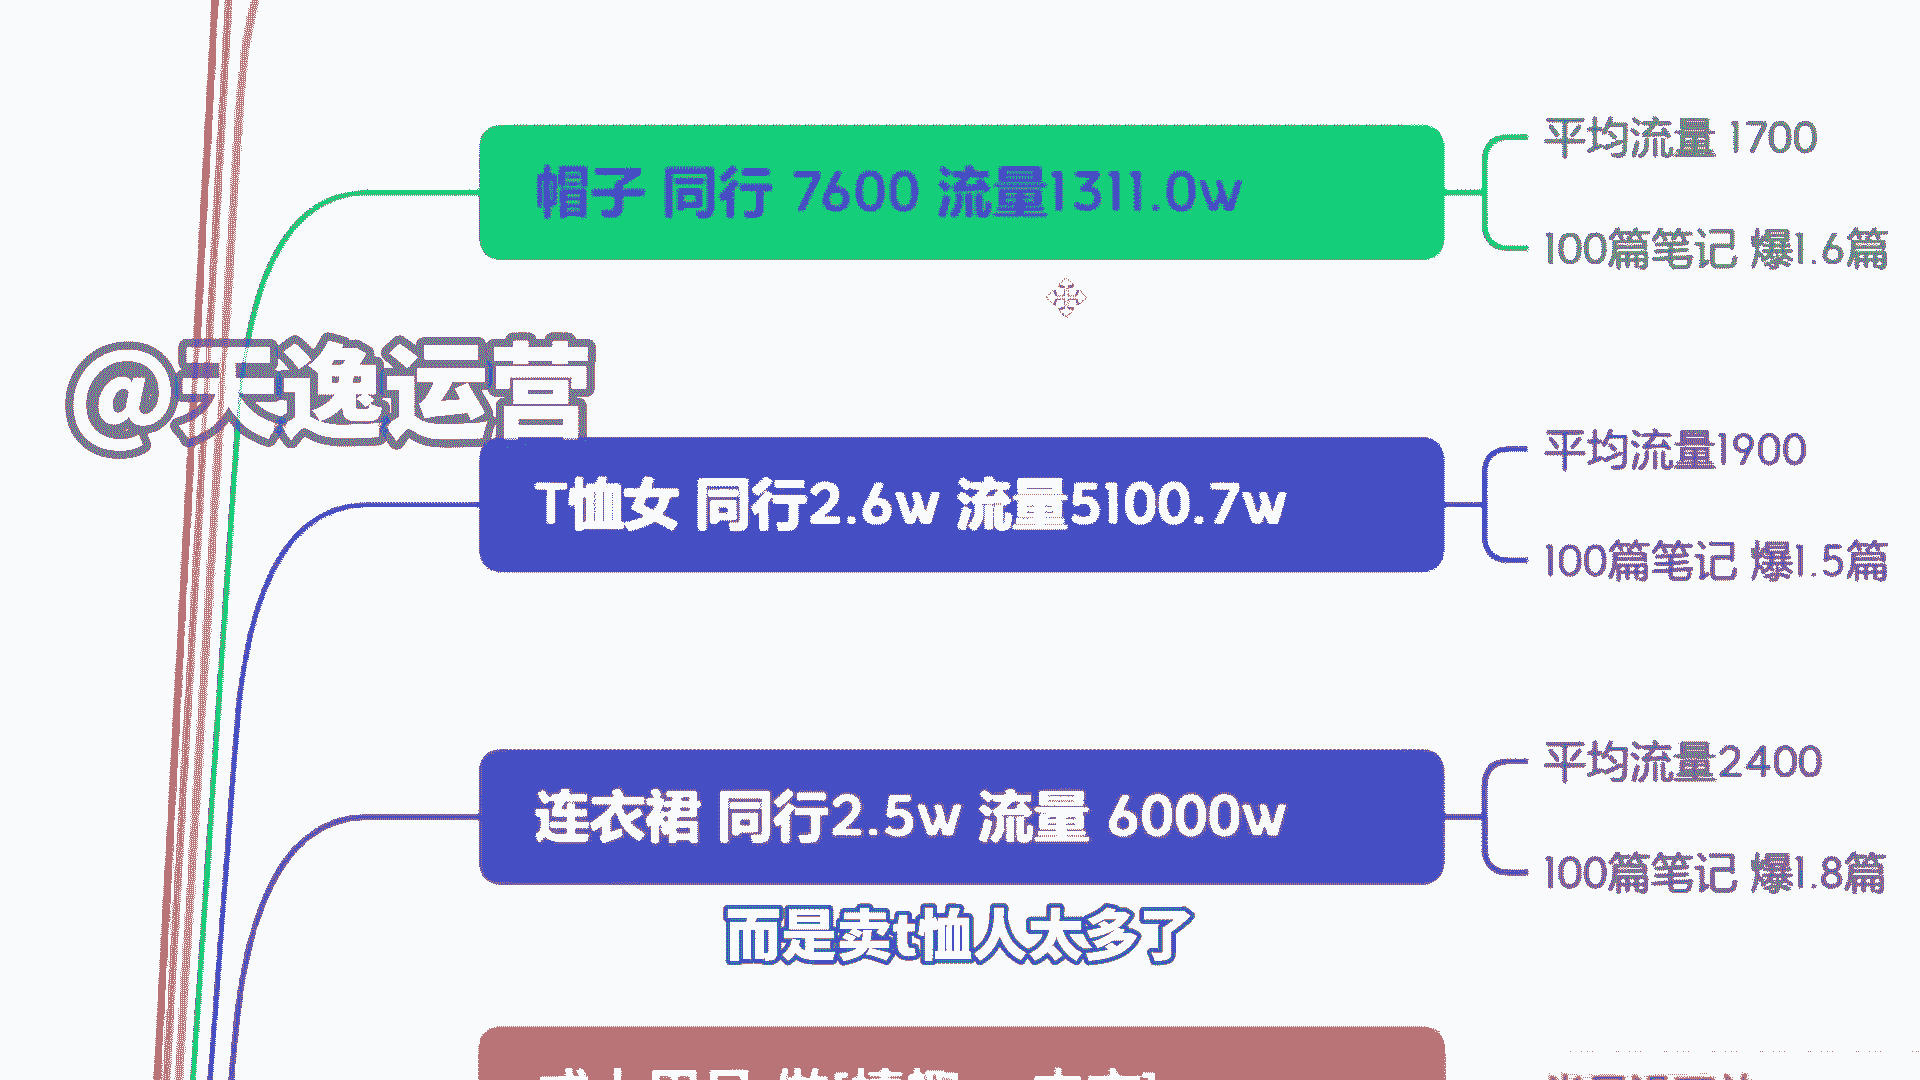 帽子 同行 7600 流量1311.0w
平均流量 1700
100篇笔记 爆1.6篇
@天逸运营
T恤女 同行2.6w 流量5100.7w
平均流量1900
100篇笔记 爆1.5篇
连衣裙 同行2.5w 流量 6000w
平均流量2400
100篇笔记 爆1.8篇
而是卖t恤人太多了